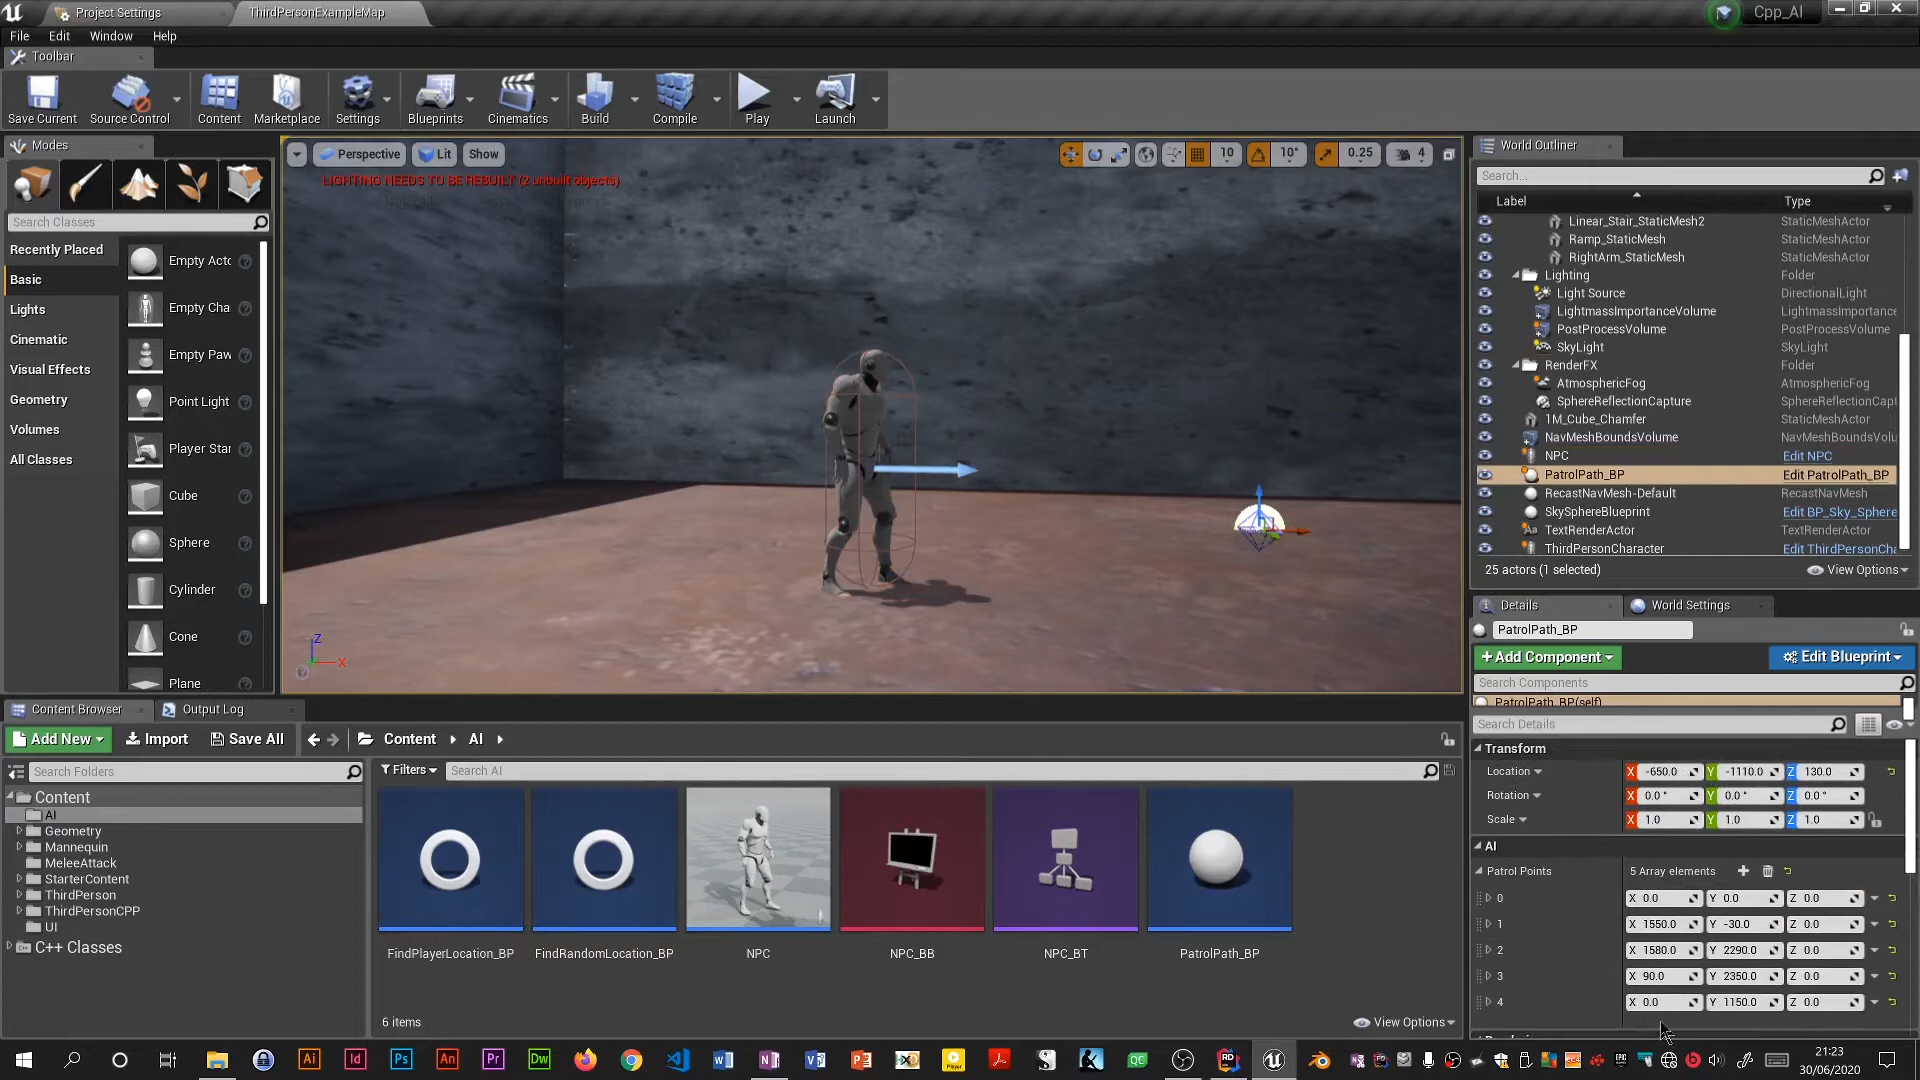 Project Settings
ThirdPersonExampleMap
Cpp_AI
File Edit Window Help
Toolbar
Save Current
Source Control
Content
Marketplace
Settings
Blueprints
Cinematics
Build
Compile
Play
Launch
Modes
Search Classes
Recently Placed
Basic
Lights
Cinematic
Visual Effects
Geometry
Volumes
All Classes
Empty Actc
Empty Cha
Empty Paw
Point Light
Player Star
Cube
Sphere
Cylinder
Cone
Plane
Perspective Lit Show
10 10° 0.25 4
LIGHTING NEEDS TO BE REBUILT (2 unbuilt objects)
Z
X
World Outliner
Search...
Label Type
Linear_Stair_StaticMesh2 StaticMeshActor
Ramp_StaticMesh StaticMeshActor
RightArm_StaticMesh StaticMeshActor
Lighting Folder
Light Source DirectionalLight
LightmassImportanceVolume LightmassImportance
PostProcessVolume PostProcessVolume
SkyLight SkyLight
RenderFX Folder
AtmosphericFog AtmosphericFog
SphereReflectionCapture SphereReflectionCapt
1M_Cube_Chamfer StaticMeshActor
NavMeshBoundsVolume NavMeshBoundsVolu
NPC Edit NPC
PatrolPath_BP Edit PatrolPath_BP
RecastNavMesh-Default RecastNavMesh
SkySphereBlueprint Edit BP_Sky_Sphere
TextRenderActor TextRenderActor
ThirdPersonCharacter Edit ThirdPersonCha
25 actors (1 selected) View Options
Details World Settings
PatrolPath_BP
+Add Component Edit Blueprint
Search Components
PatrolPath_BP(self)
Search Details
Transform
Location X -650.0 Y -1110.0 Z 130.0
Rotation X 0.0 ° Y 0.0 ° Z 0.0 °
Scale X 1.0 Y 1.0 Z 1.0
AI
Patrol Points 5 Array elements
0 X 0.0 Y 0.0 Z 0.0
1 X 1550.0 Y -30.0 Z 0.0
2 X 1580.0 Y 2290.0 Z 0.0
3 X 90.0 Y 2350.0 Z 0.0
4 X 0.0 Y 1150.0 Z 0.0
Content Browser Output Log
Add New Import Save All Content AI
Search Folders
Filters Search AI
Content
AI
Geometry
Mannequin
MeleeAttack
StarterContent
ThirdPerson
ThirdPersonCPP
UI
C++ Classes
FindPlayerLocation_BP
FindRandomLocation_BP
NPC
NPC_BB
NPC_BT
PatrolPath_BP
6 items View Options
Ai Id Ps An Pr Dw
QC
RD
21:23
30/06/2020